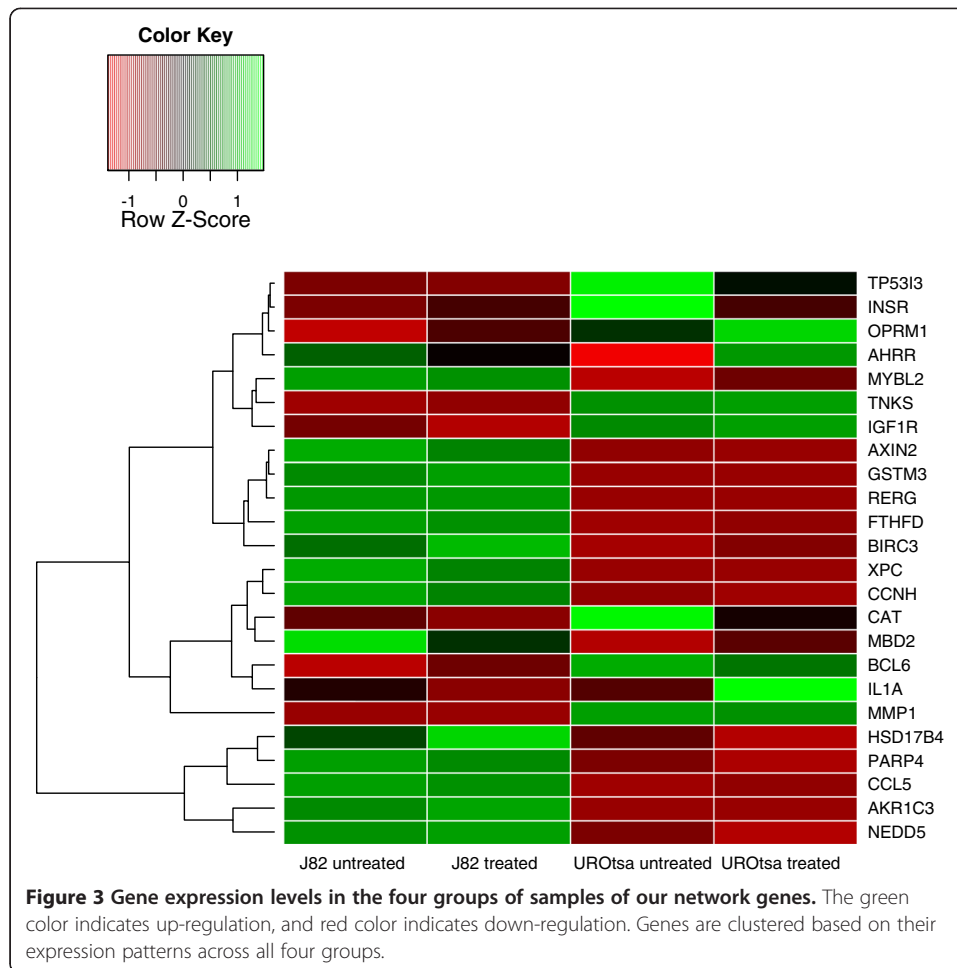 Color Key
-1 0 1
Row Z-Score
TP53I3
INSR
OPRM1
AHRR
MYBL2
TNKS
IGF1R
AXIN2
GSTM3
RERG
FTHFD
BIRC3
XPC
CCNH
CAT
MBD2
BCL6
IL1A
MMP1
HSD17B4
PARP4
CCL5
AKR1C3
NEDD5
J82 untreated J82 treated UROtsa untreated UROtsa treated
Figure 3 Gene expression levels in the four groups of samples of our network genes. The green
color indicates up-regulation, and red color indicates down-regulation. Genes are clustered based on their
expression patterns across all four groups.